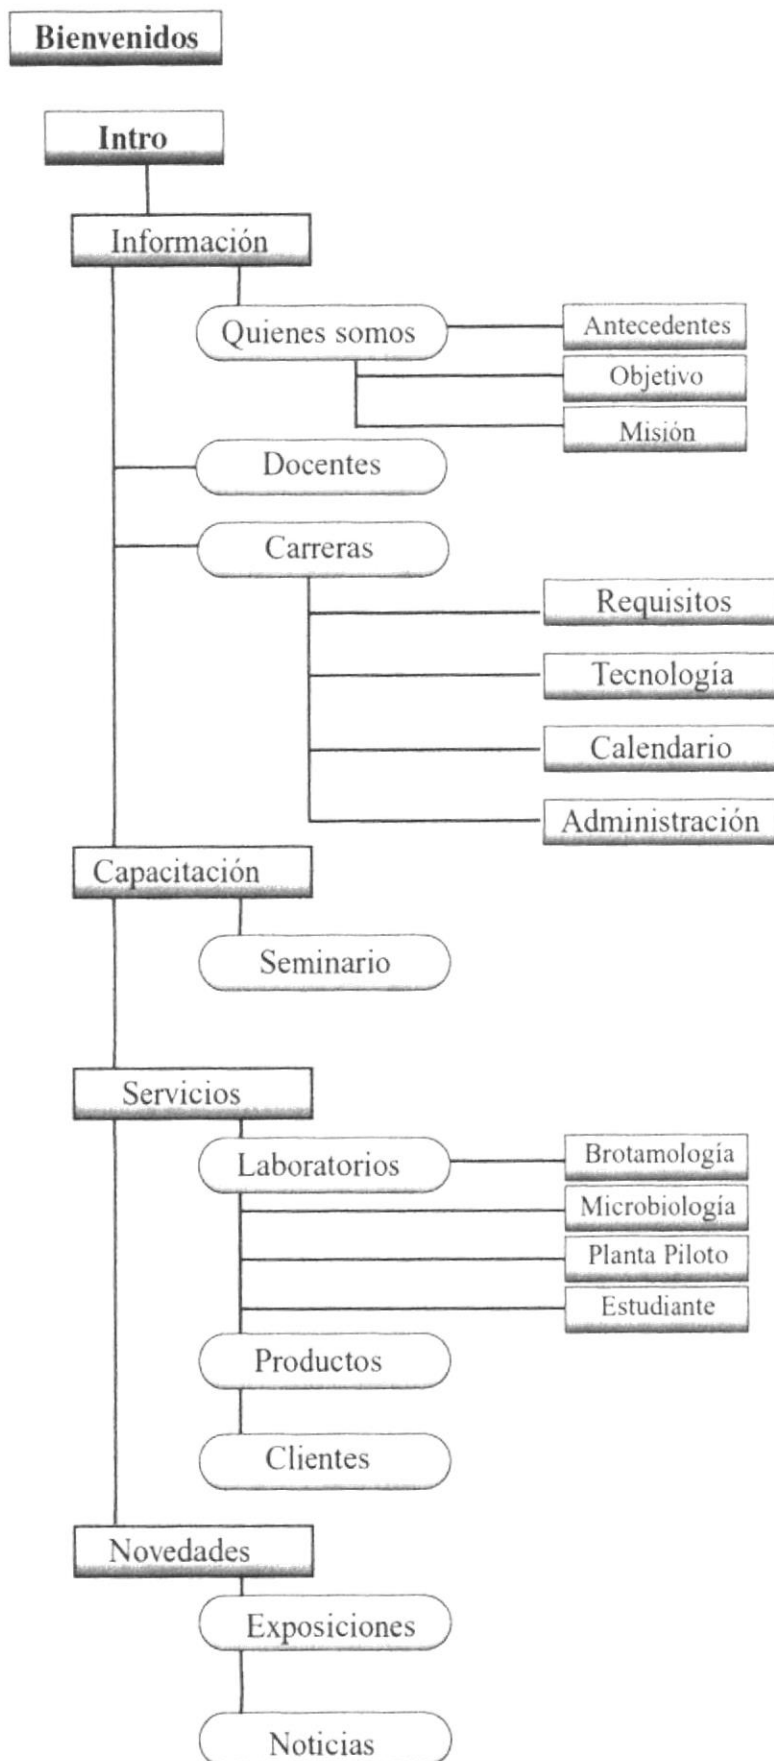 Bienvenidos
Intro
Información
Quienes somos
Antecedentes
Objetivo
Misión
Docentes
Carreras
Requisitos
Tecnología
Calendario
Administración
Capacitación
Seminario
Servicios
Laboratorios
Brotamología
Microbiología
Planta Piloto
Estudiante
Productos
Clientes
Novedades
Exposiciones
Noticias